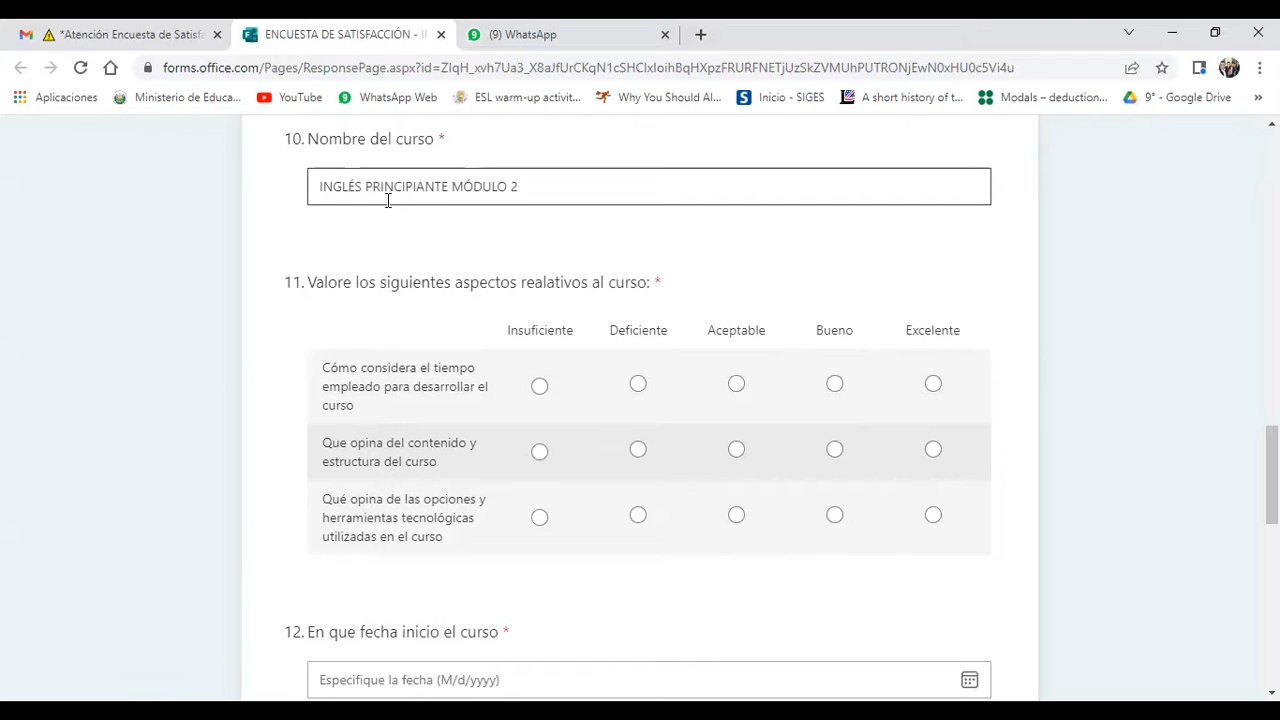 *Atención Encuesta de Satisf
ENCUESTA DE SATISFACCIÓN - I
(9) WhatsApp
forms.office.com/Pages/ResponsePage.aspx?id=ZIqH_xvh7Ua3_X8aJfUrCKqN1cSHClxIoihBqHXpzFRURFNETjUzSkZVMUhPUTRONjEwN0xHU0c5Vi4u
Aplicaciones
Ministerio de Educa...
YouTube
WhatsApp Web
ESL warm-up activit...
Why You Should Al...
Inicio - SIGES
A short history of t...
Modals – deduction...
9° - Google Drive
»
10. Nombre del curso *
INGLÉS PRINCIPIANTE MÓDULO 2
11. Valore los siguientes aspectos realativos al curso: *
Insuficiente Deficiente Aceptable Bueno Excelente
Cómo considera el tiempo
empleado para desarrollar el
curso
Que opina del contenido y
estructura del curso
Qué opina de las opciones y
herramientas tecnológicas
utilizadas en el curso
12. En que fecha inicio el curso *
Especifique la fecha (M/d/yyyy)